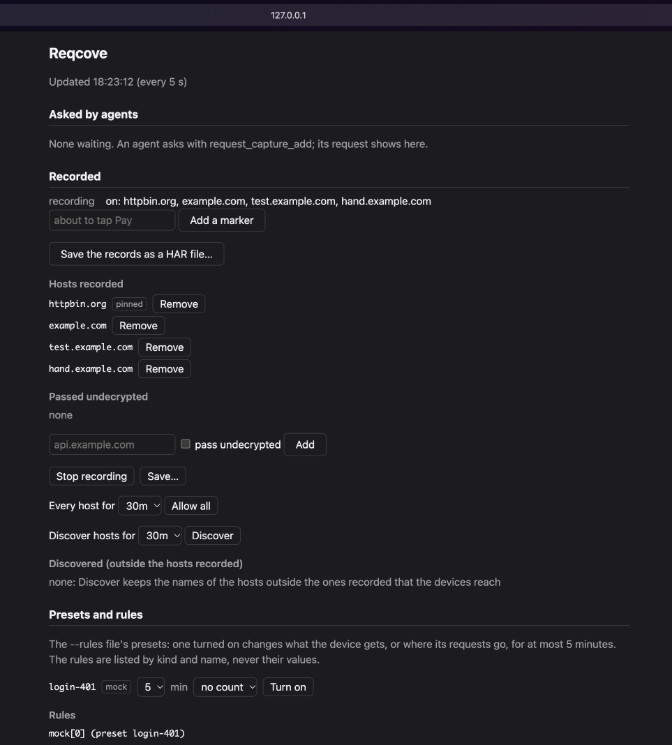 127.0.0.1
Reqcove
Updated 18:23:12 (every 5 s)
Asked by agents
None waiting. An agent asks with request_capture_add; its request shows here.
Recorded
recording on: httpbin.org, example.com, test.example.com, hand.example.com
about to tap Pay Add a marker
Save the records as a HAR file...
Hosts recorded
httpbin.org pinned Remove
example.com Remove
test.example.com Remove
hand.example.com Remove
Passed undecrypted
none
api.example.com pass undecrypted Add
Stop recording Save...
Every host for 30m Allow all
Discover hosts for 30m Discover
Discovered (outside the hosts recorded)
none: Discover keeps the names of the hosts outside the ones recorded that the devices reach
Presets and rules
The --rules file's presets: one turned on changes what the device gets, or where its requests go, for at most 5 minutes.
The rules are listed by kind and name, never their values.
login-401 mock 5 min no count Turn on
Rules
mock[0] (preset login-401)